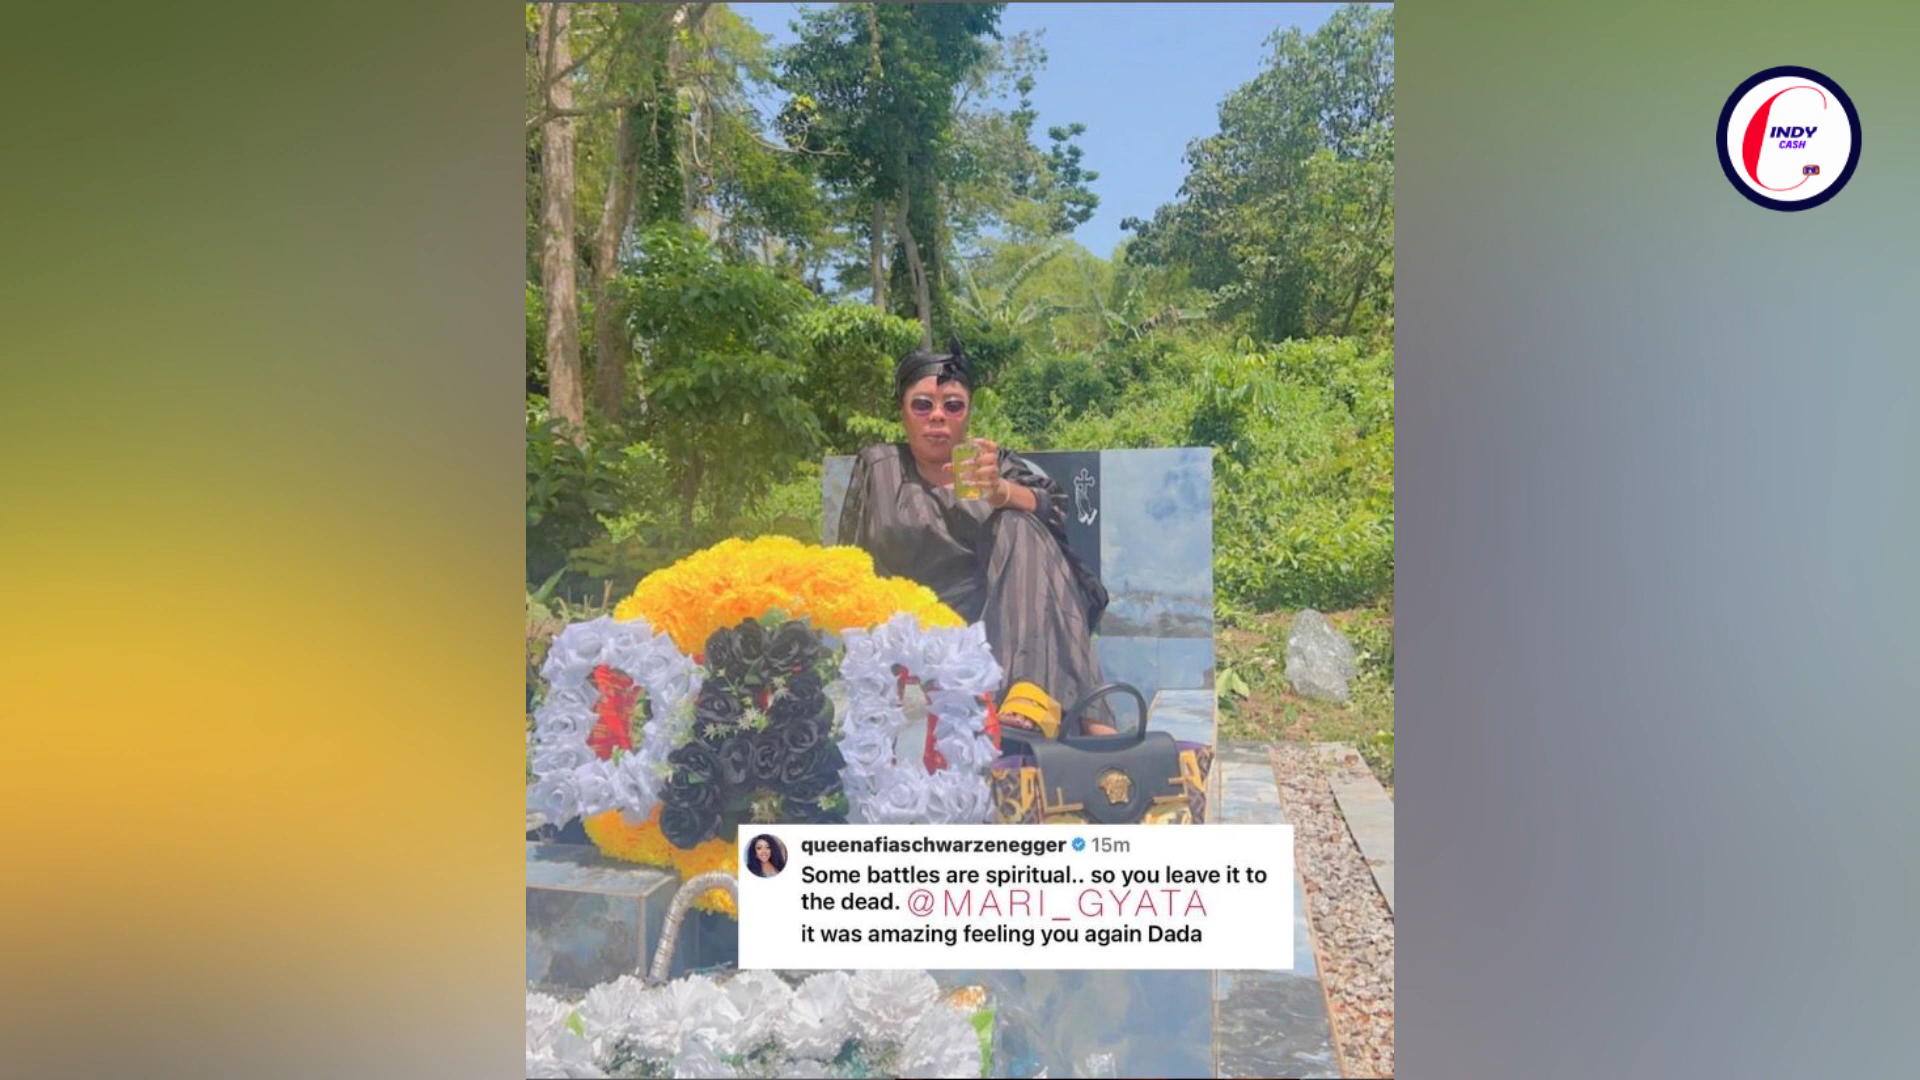 INDY
CASH
queenafiaschwarzenegger 15m
Some battles are spiritual.. so you leave it to
the dead. @MARI_GYATA
it was amazing feeling you again Dada